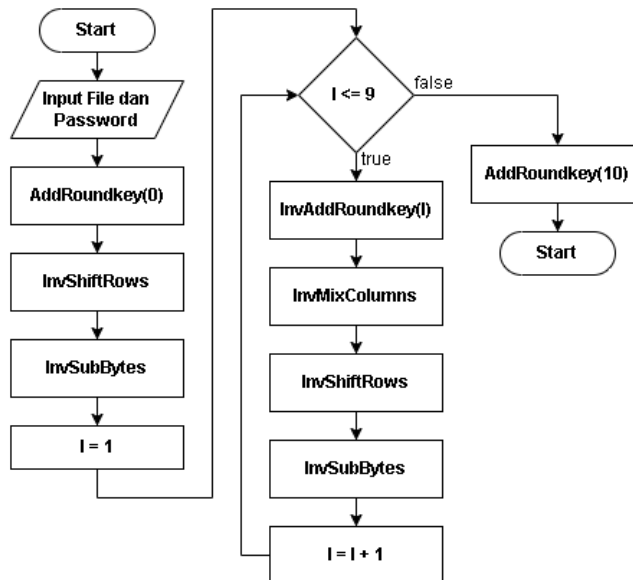 Start
Input File dan
Password
AddRoundkey(0)
InvShiftRows
InvSubBytes
I = 1
I <= 9
false
true
InvAddRoundkey(I)
InvMixColumns
InvShiftRows
InvSubBytes
I = I + 1
AddRoundkey(10)
Start